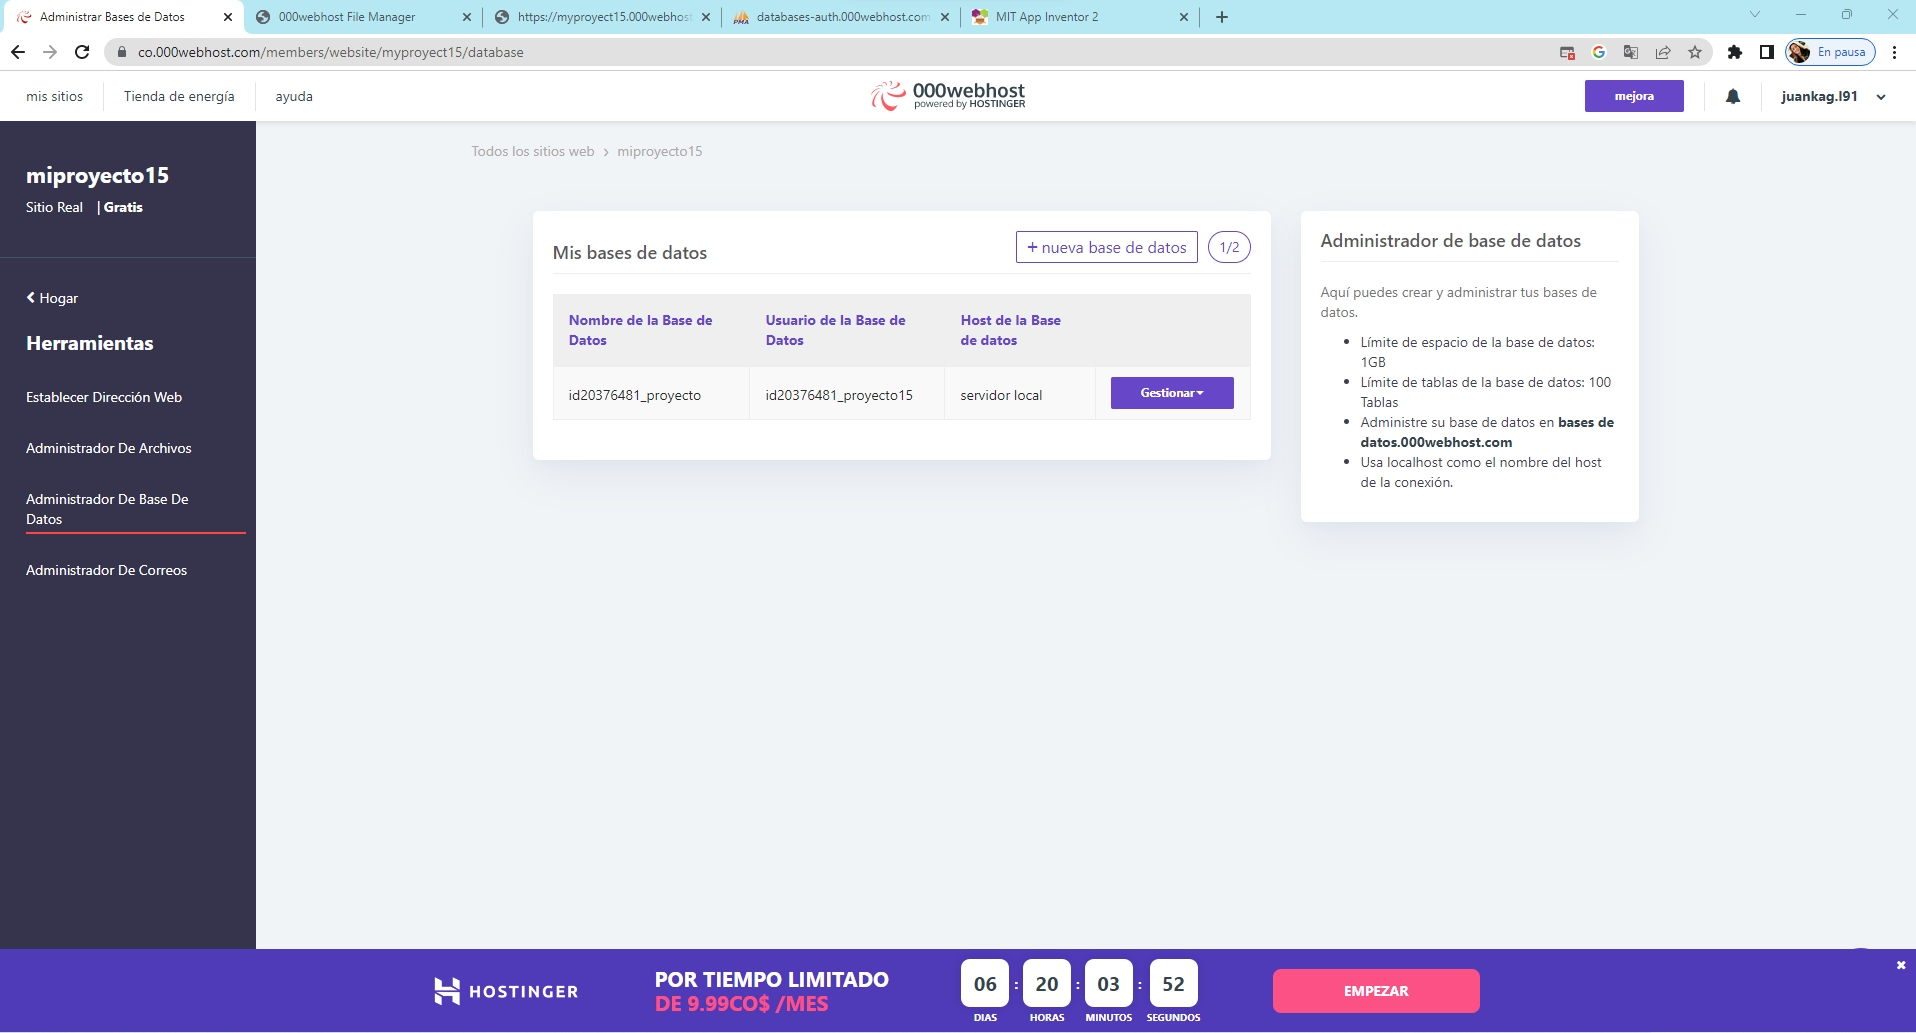 Administrar Bases de Datos
000webhost File Manager
https://myproyect15.000webhost
databases-auth.000webhost.com
MIT App Inventor 2
co.000webhost.com/members/website/myproyect15/database
En pausa
mis sitios
Tienda de energía
ayuda
000webhost
powered by HOSTINGER
mejora
juankag.l91
miproyecto15
Sitio Real | Gratis
Hogar
Herramientas
Establecer Dirección Web
Administrador De Archivos
Administrador De Base De
Datos
Administrador De Correos
Todos los sitios web › miproyecto15
Mis bases de datos
+ nueva base de datos
1/2
Nombre de la Base de
Datos
Usuario de la Base de
Datos
Host de la Base
de datos
id20376481_proyecto
id20376481_proyecto15
servidor local
Gestionar
Administrador de base de datos
Aquí puedes crear y administrar tus bases de
datos.
Límite de espacio de la base de datos:
1GB
Límite de tablas de la base de datos: 100
Tablas
Administre su base de datos en bases de
datos.000webhost.com
Usa localhost como el nombre del host
de la conexión.
HOSTINGER
POR TIEMPO LIMITADO
DE 9.99CO$ /MES
06 : 20 : 03 : 52
DIAS HORAS MINUTOS SEGUNDOS
EMPEZAR